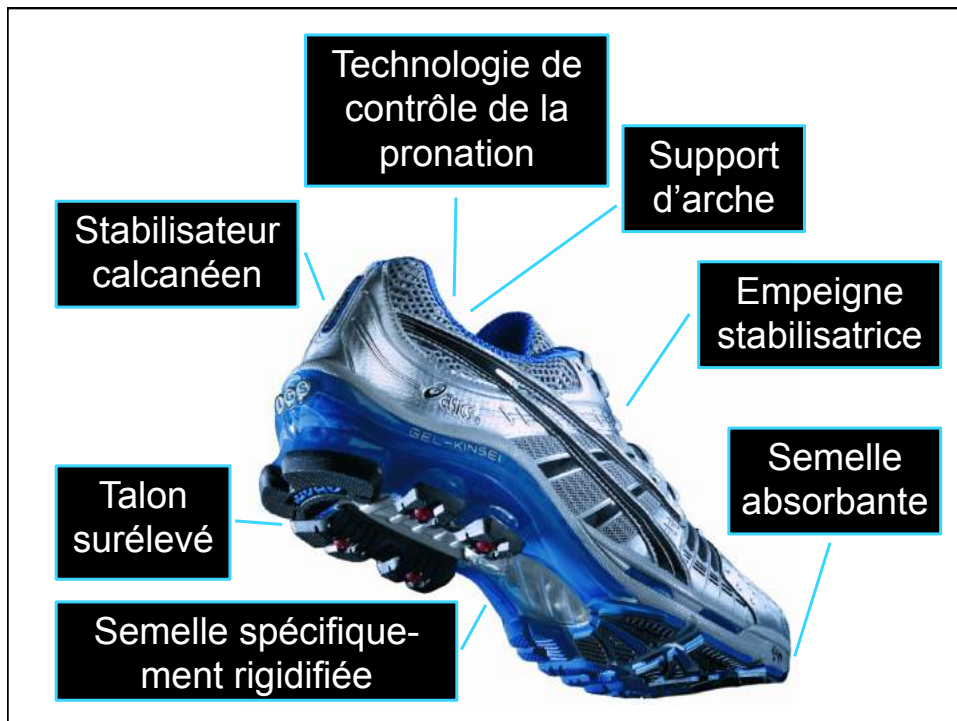 Technologie de
contrôle de la
pronation
Support
d’arche
Stabilisateur
calcanéen
Empeigne
stabilisatrice
asics
GEL-KINSEI
Talon
surélevé
Semelle
absorbante
Semelle spécifique-
ment rigidifiée